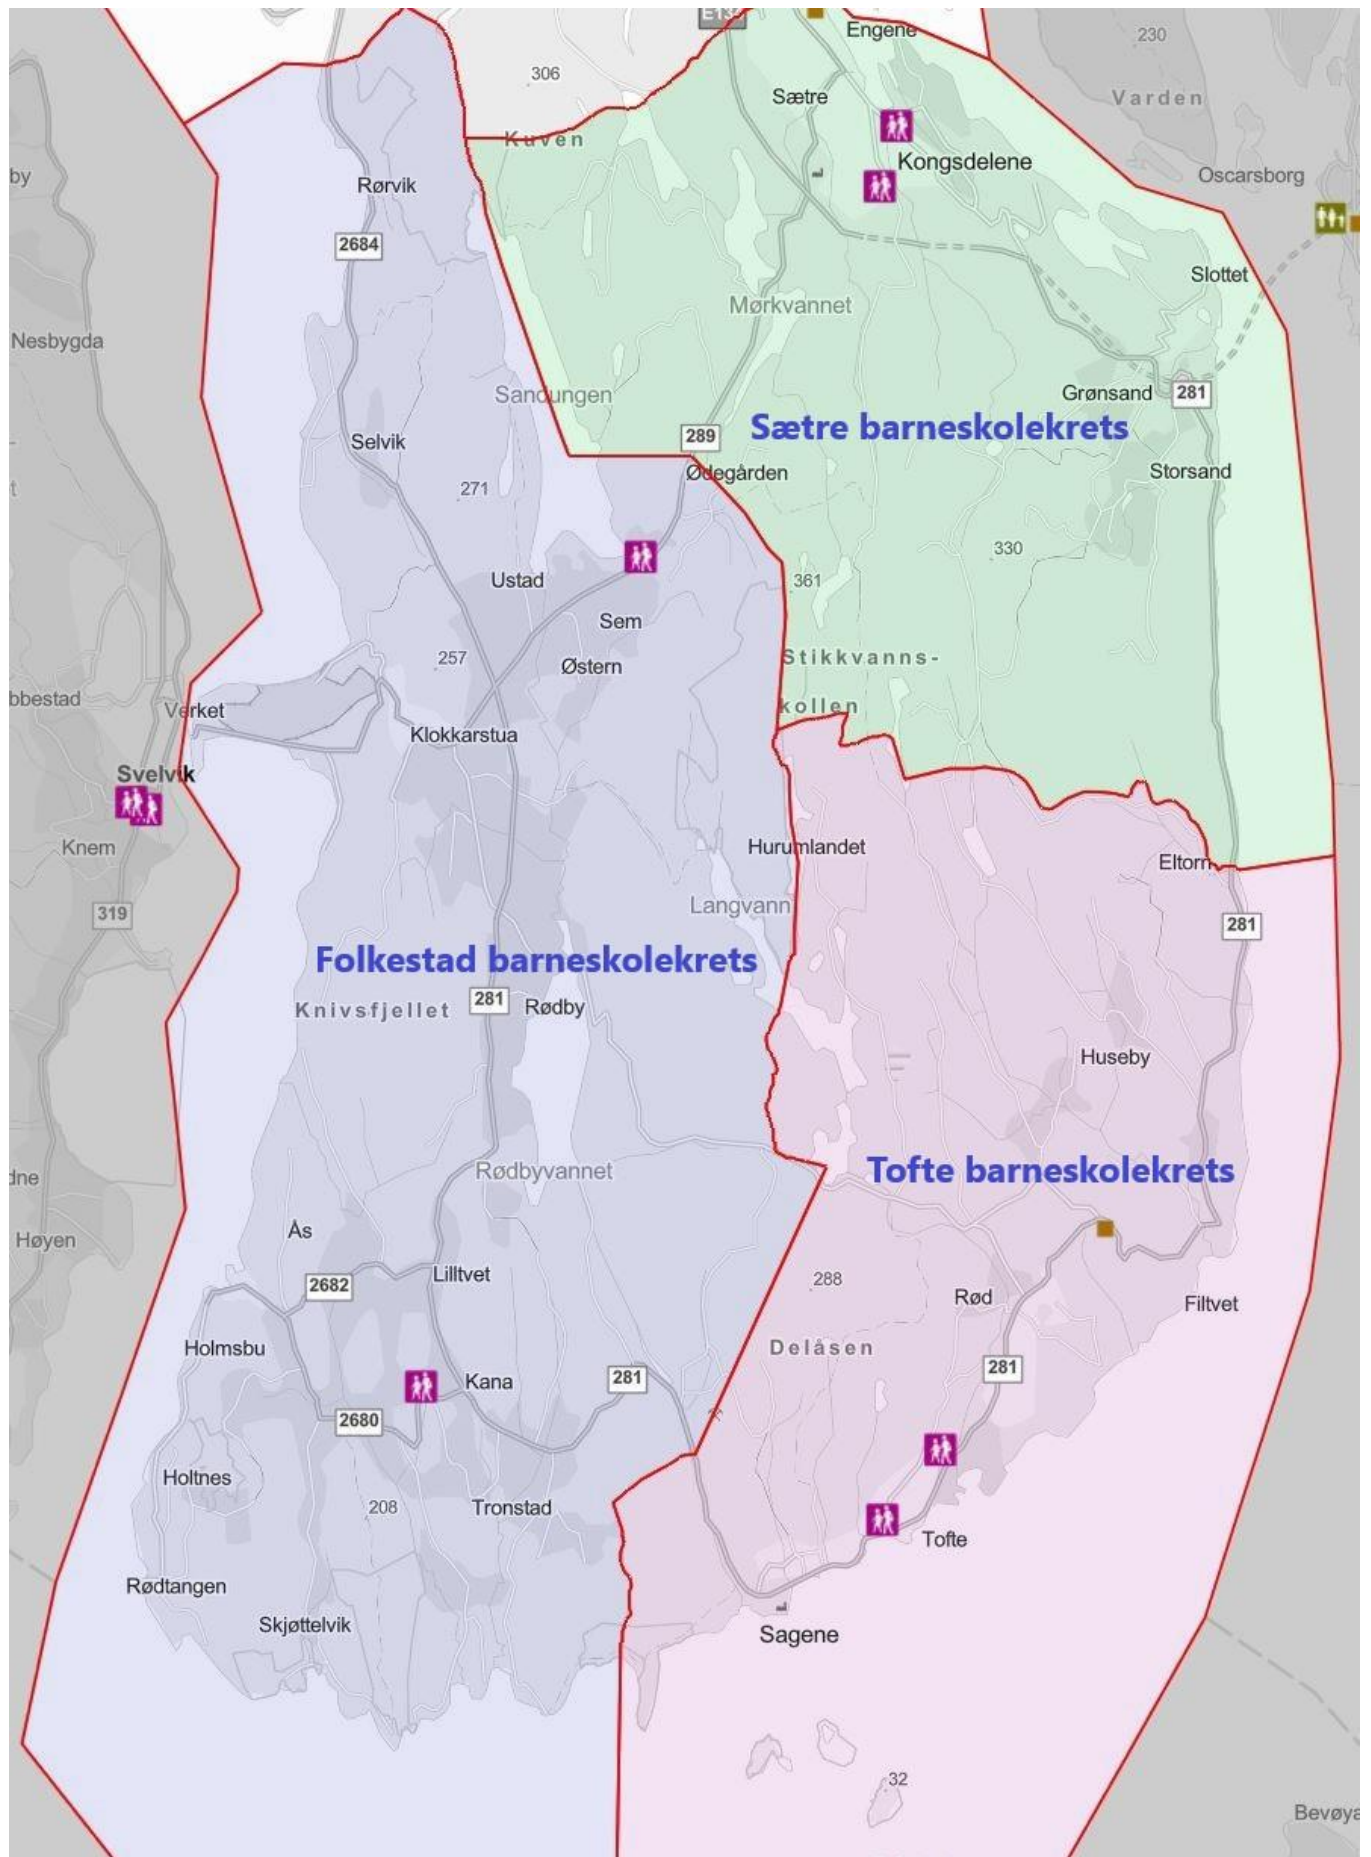 E134
Engene
230
306
Sætre
Varden
Kuven
Kongsdelene
by
Oscarsborg
Rørvik
2684
Slottet
Mørkvannet
Nesbygda
Sandungen
Grønsand
281
Sætre barneskolekrets
289
Selvik
Ødegården
Storsand
271
330
Ustad
361
Sem
257
Østern
Stikkvanns-
kollen
bbestad
Verket
Klokkarstua
Svelvik
Knem
Hurumlandet
Eltorn
Langvann
319
281
Folkestad barneskolekrets
Knivsfjellet
281
Rødby
Huseby
Rødbyvannet
Tofte barneskolekrets
dne
Ås
Høyen
2682
Lilltvet
288
Rød
Filtvet
Holmsbu
Delåsen
281
Kana
281
2680
Holtnes
208
Tronstad
Tofte
Rødtangen
Skjøttelvik
Sagene
32
Bevøya